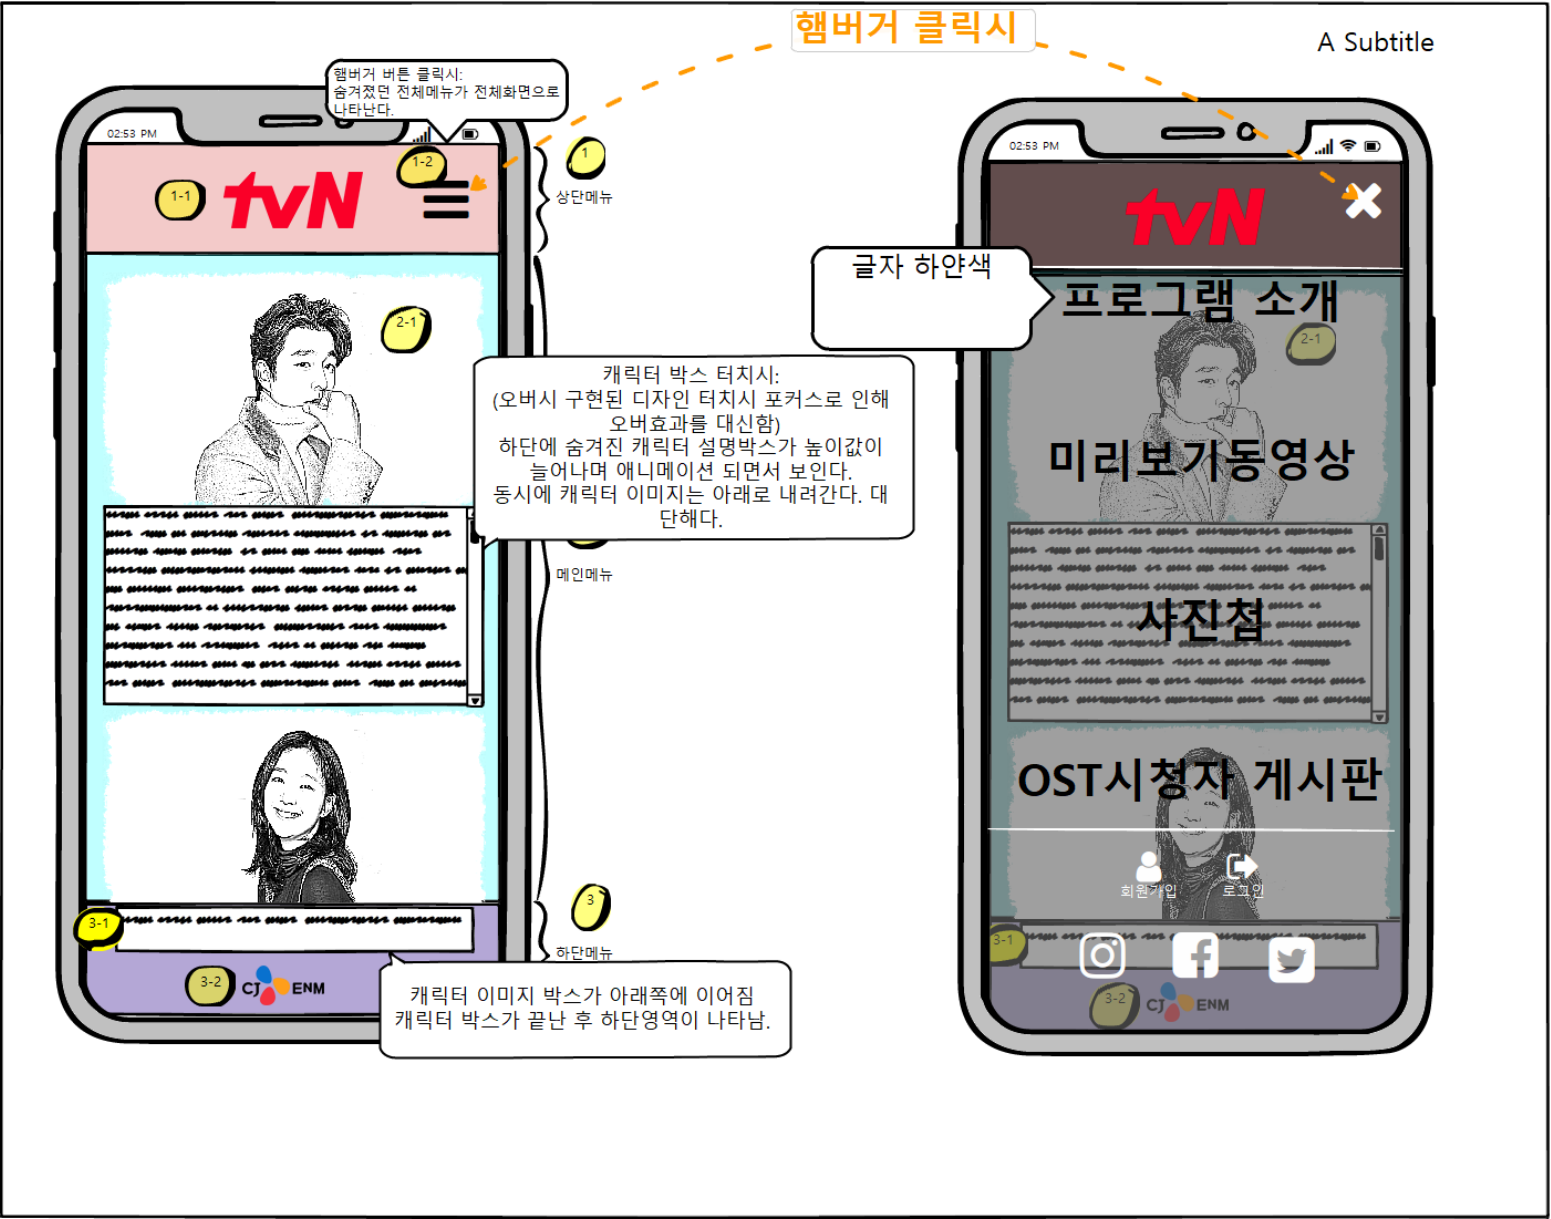 햄버거 클릭시
A Subtitle
햄버거 버튼 클릭시:
숨겨졌던 전체메뉴가 전체화면으로
나타난다.
02:53 PM
1-2
1-1
tvN
1
상단메뉴
2-1
캐릭터 박스 터치시:
(오버시 구현된 디자인 터치시 포커스로 인해
오버효과를 대신함)
하단에 숨겨진 캐릭터 설명박스가 높이값이
늘어나며 애니메이션 되면서 보인다.
동시에 캐릭터 이미지는 아래로 내려간다. 대
단해다.
메인메뉴
3
하단메뉴
3-1
3-2
CJ ENM
캐릭터 이미지 박스가 아래쪽에 이어짐
캐릭터 박스가 끝난 후 하단영역이 나타남.
02:53 PM
tvN
글자 하얀색
프로그램 소개
2-1
미리보기동영상
사진첩
OST시청자 게시판
회원가입
로그인
3-1
3-2
CJ ENM